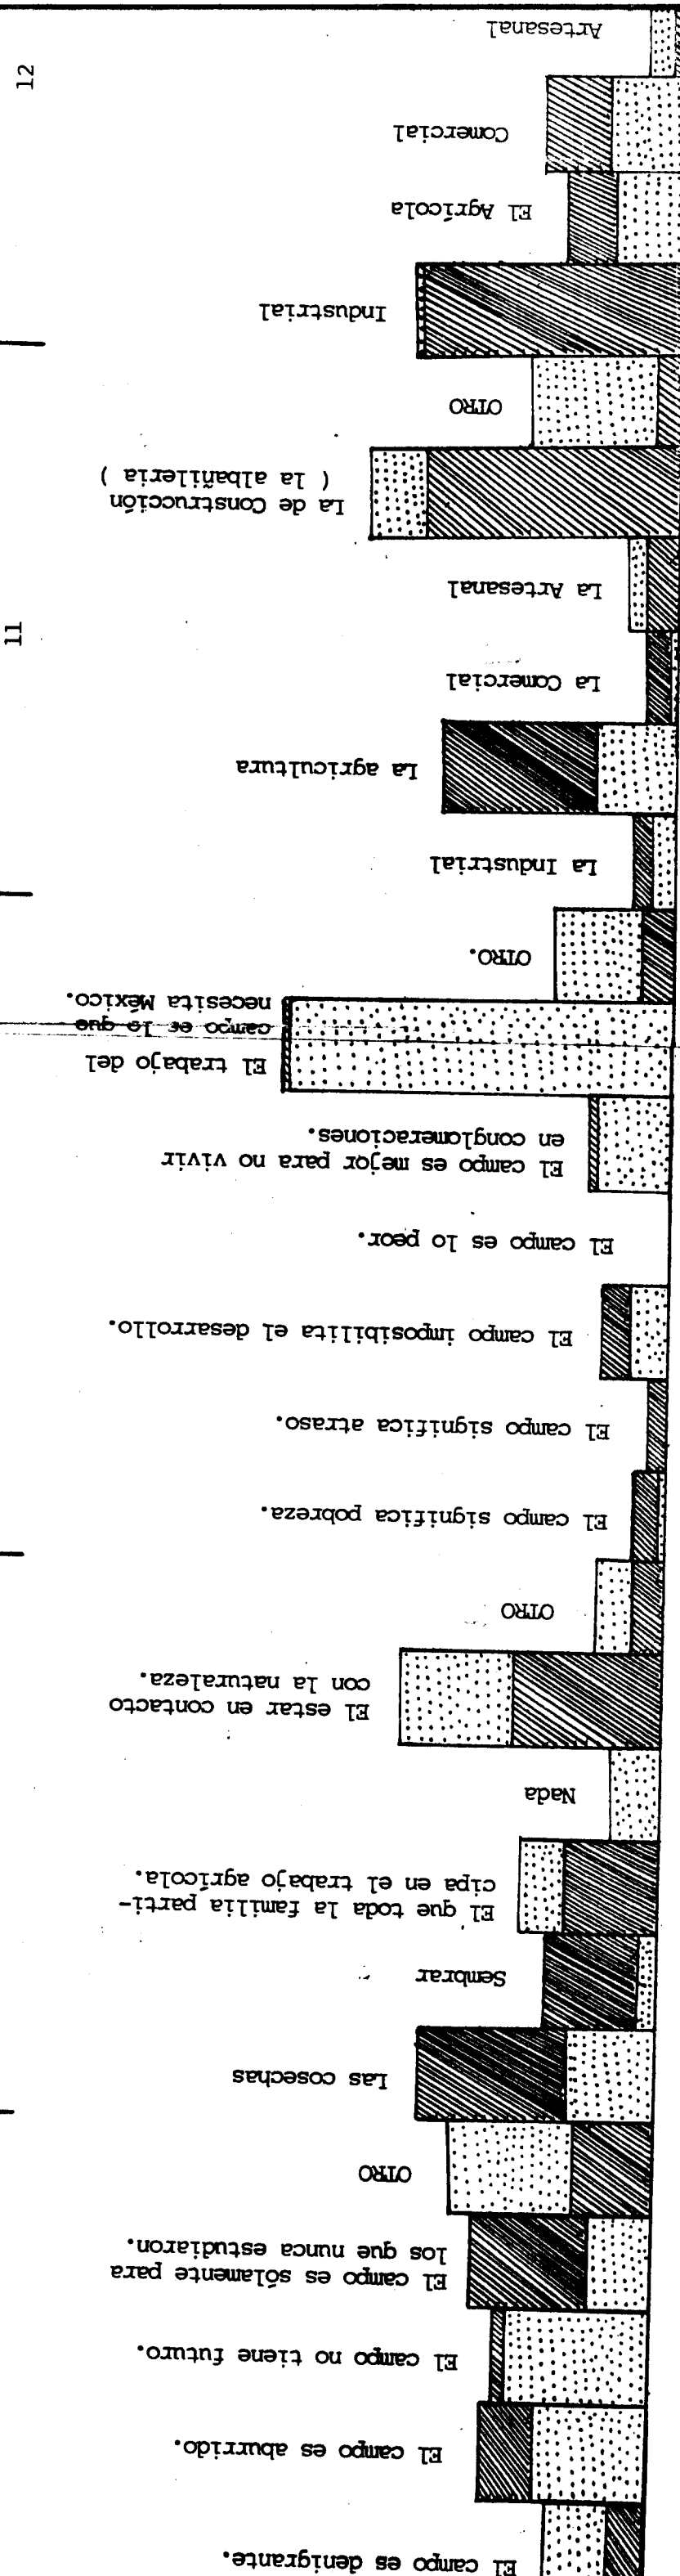 El campo es denigrante.
El campo es aburrido.
El campo no tiene futuro.
El campo es sólamente para
los que nunca estudiaron.
OTRO
Las cosechas
Sembrar
El que toda la familia parti-
cipa en el trabajo agrícola.
Nada
El estar en contacto
con la naturaleza.
OTRO
El campo significa pobreza.
El campo significa atraso.
El campo imposibilita el desarrollo.
El campo es lo peor.
El campo es mejor para no vivir
en conglomeraciones.
El trabajo del
campo es lo que
necesita México.
OTRO.
La Industrial
La agricultura
La Comercial
11
La Artesanal
La de Construcción
( la albañileria )
OTRO
Industrial
El Agrícola
Comercial
12
Artesanal